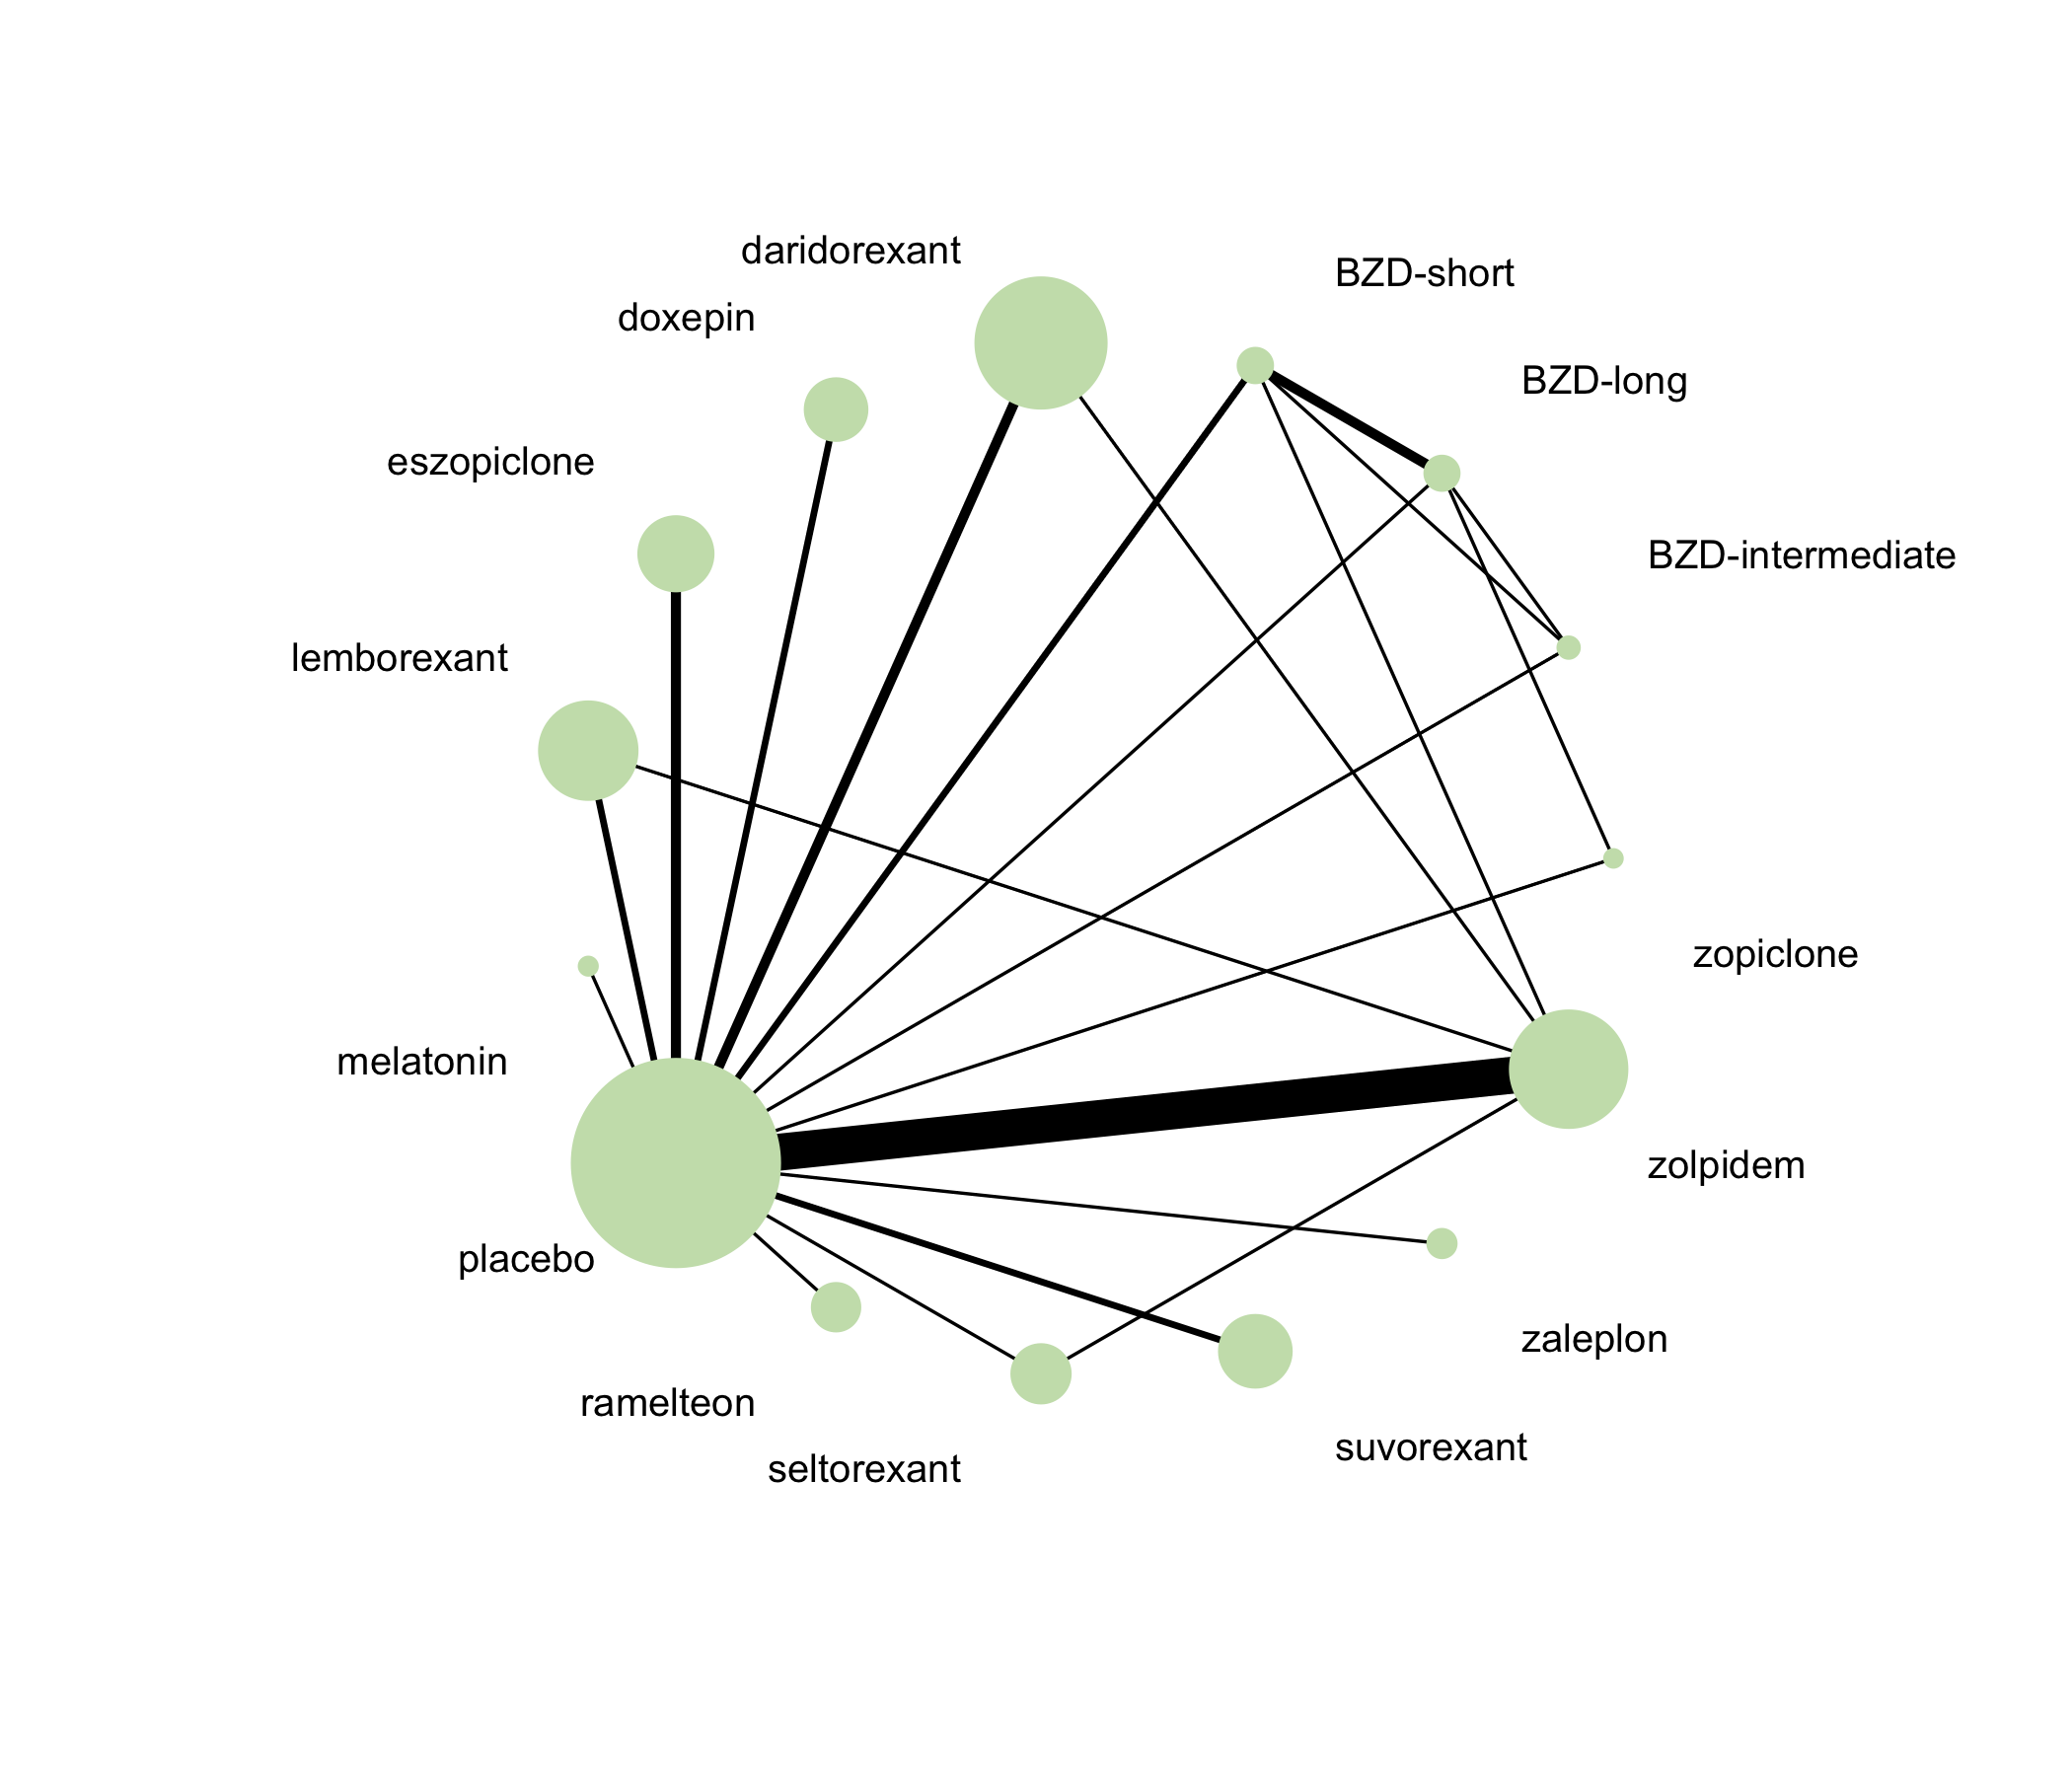 daridorexant
BZD-short
doxepin
BZD-long
eszopiclone
BZD-intermediate
lemborexant
zopiclone
melatonin
zolpidem
placebo
zaleplon
ramelteon
suvorexant
seltorexant